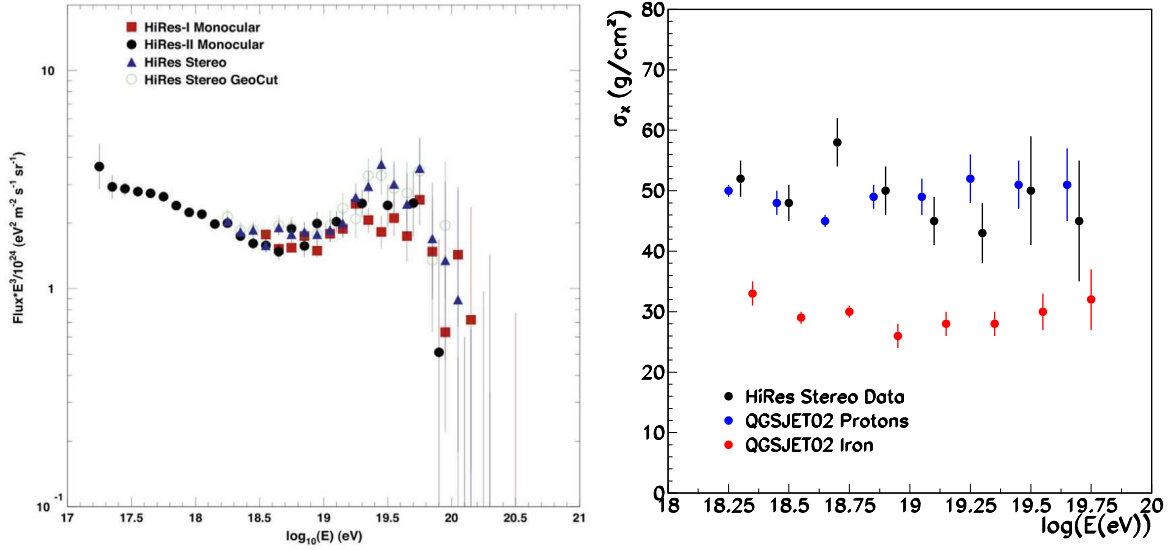 HiRes-I Monocular
HiRes-II Monocular
HiRes Stereo
HiRes Stereo GeoCut
Flux*E³/10²⁴ (eV² m⁻² s⁻¹ sr⁻¹)
10
1
10⁻¹
17 17.5 18 18.5 19 19.5 20 20.5 21
log₁₀(E) (eV)
σₓ (g/cm²)
80
70
60
50
40
30
20
10
0
HiRes Stereo Data
QGSJET02 Protons
QGSJET02 Iron
18 18.25 18.5 18.75 19 19.25 19.5 19.75 20
log(E(eV))